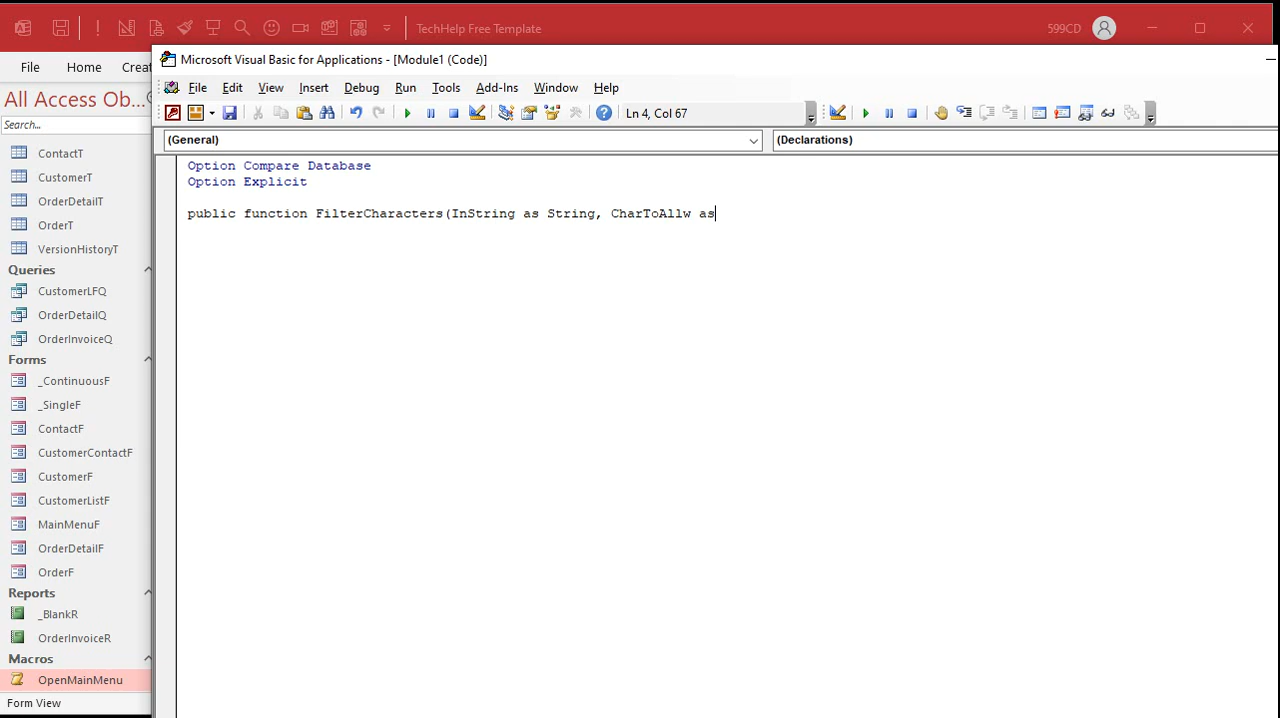 TechHelp Free Template
599CD
File Home Creat
Microsoft Visual Basic for Applications - [Module1 (Code)]
File Edit View Insert Debug Run Tools Add-Ins Window Help
All Access Ob...
Search...
Ln 4, Col 67
(General)
(Declarations)
Option Compare Database
Option Explicit
public function FilterCharacters(InString as String, CharToAllw as
ContactT
CustomerT
OrderDetailT
OrderT
VersionHistoryT
Queries
CustomerLFQ
OrderDetailQ
OrderInvoiceQ
Forms
_ContinuousF
_SingleF
ContactF
CustomerContactF
CustomerF
CustomerListF
MainMenuF
OrderDetailF
OrderF
Reports
_BlankR
OrderInvoiceR
Macros
OpenMainMenu
Form View